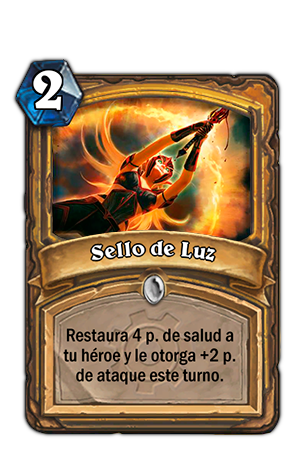 2
Sello de Luz
Restaura 4 p. de salud a
tu héroe y le otorga +2 p.
de ataque este turno.